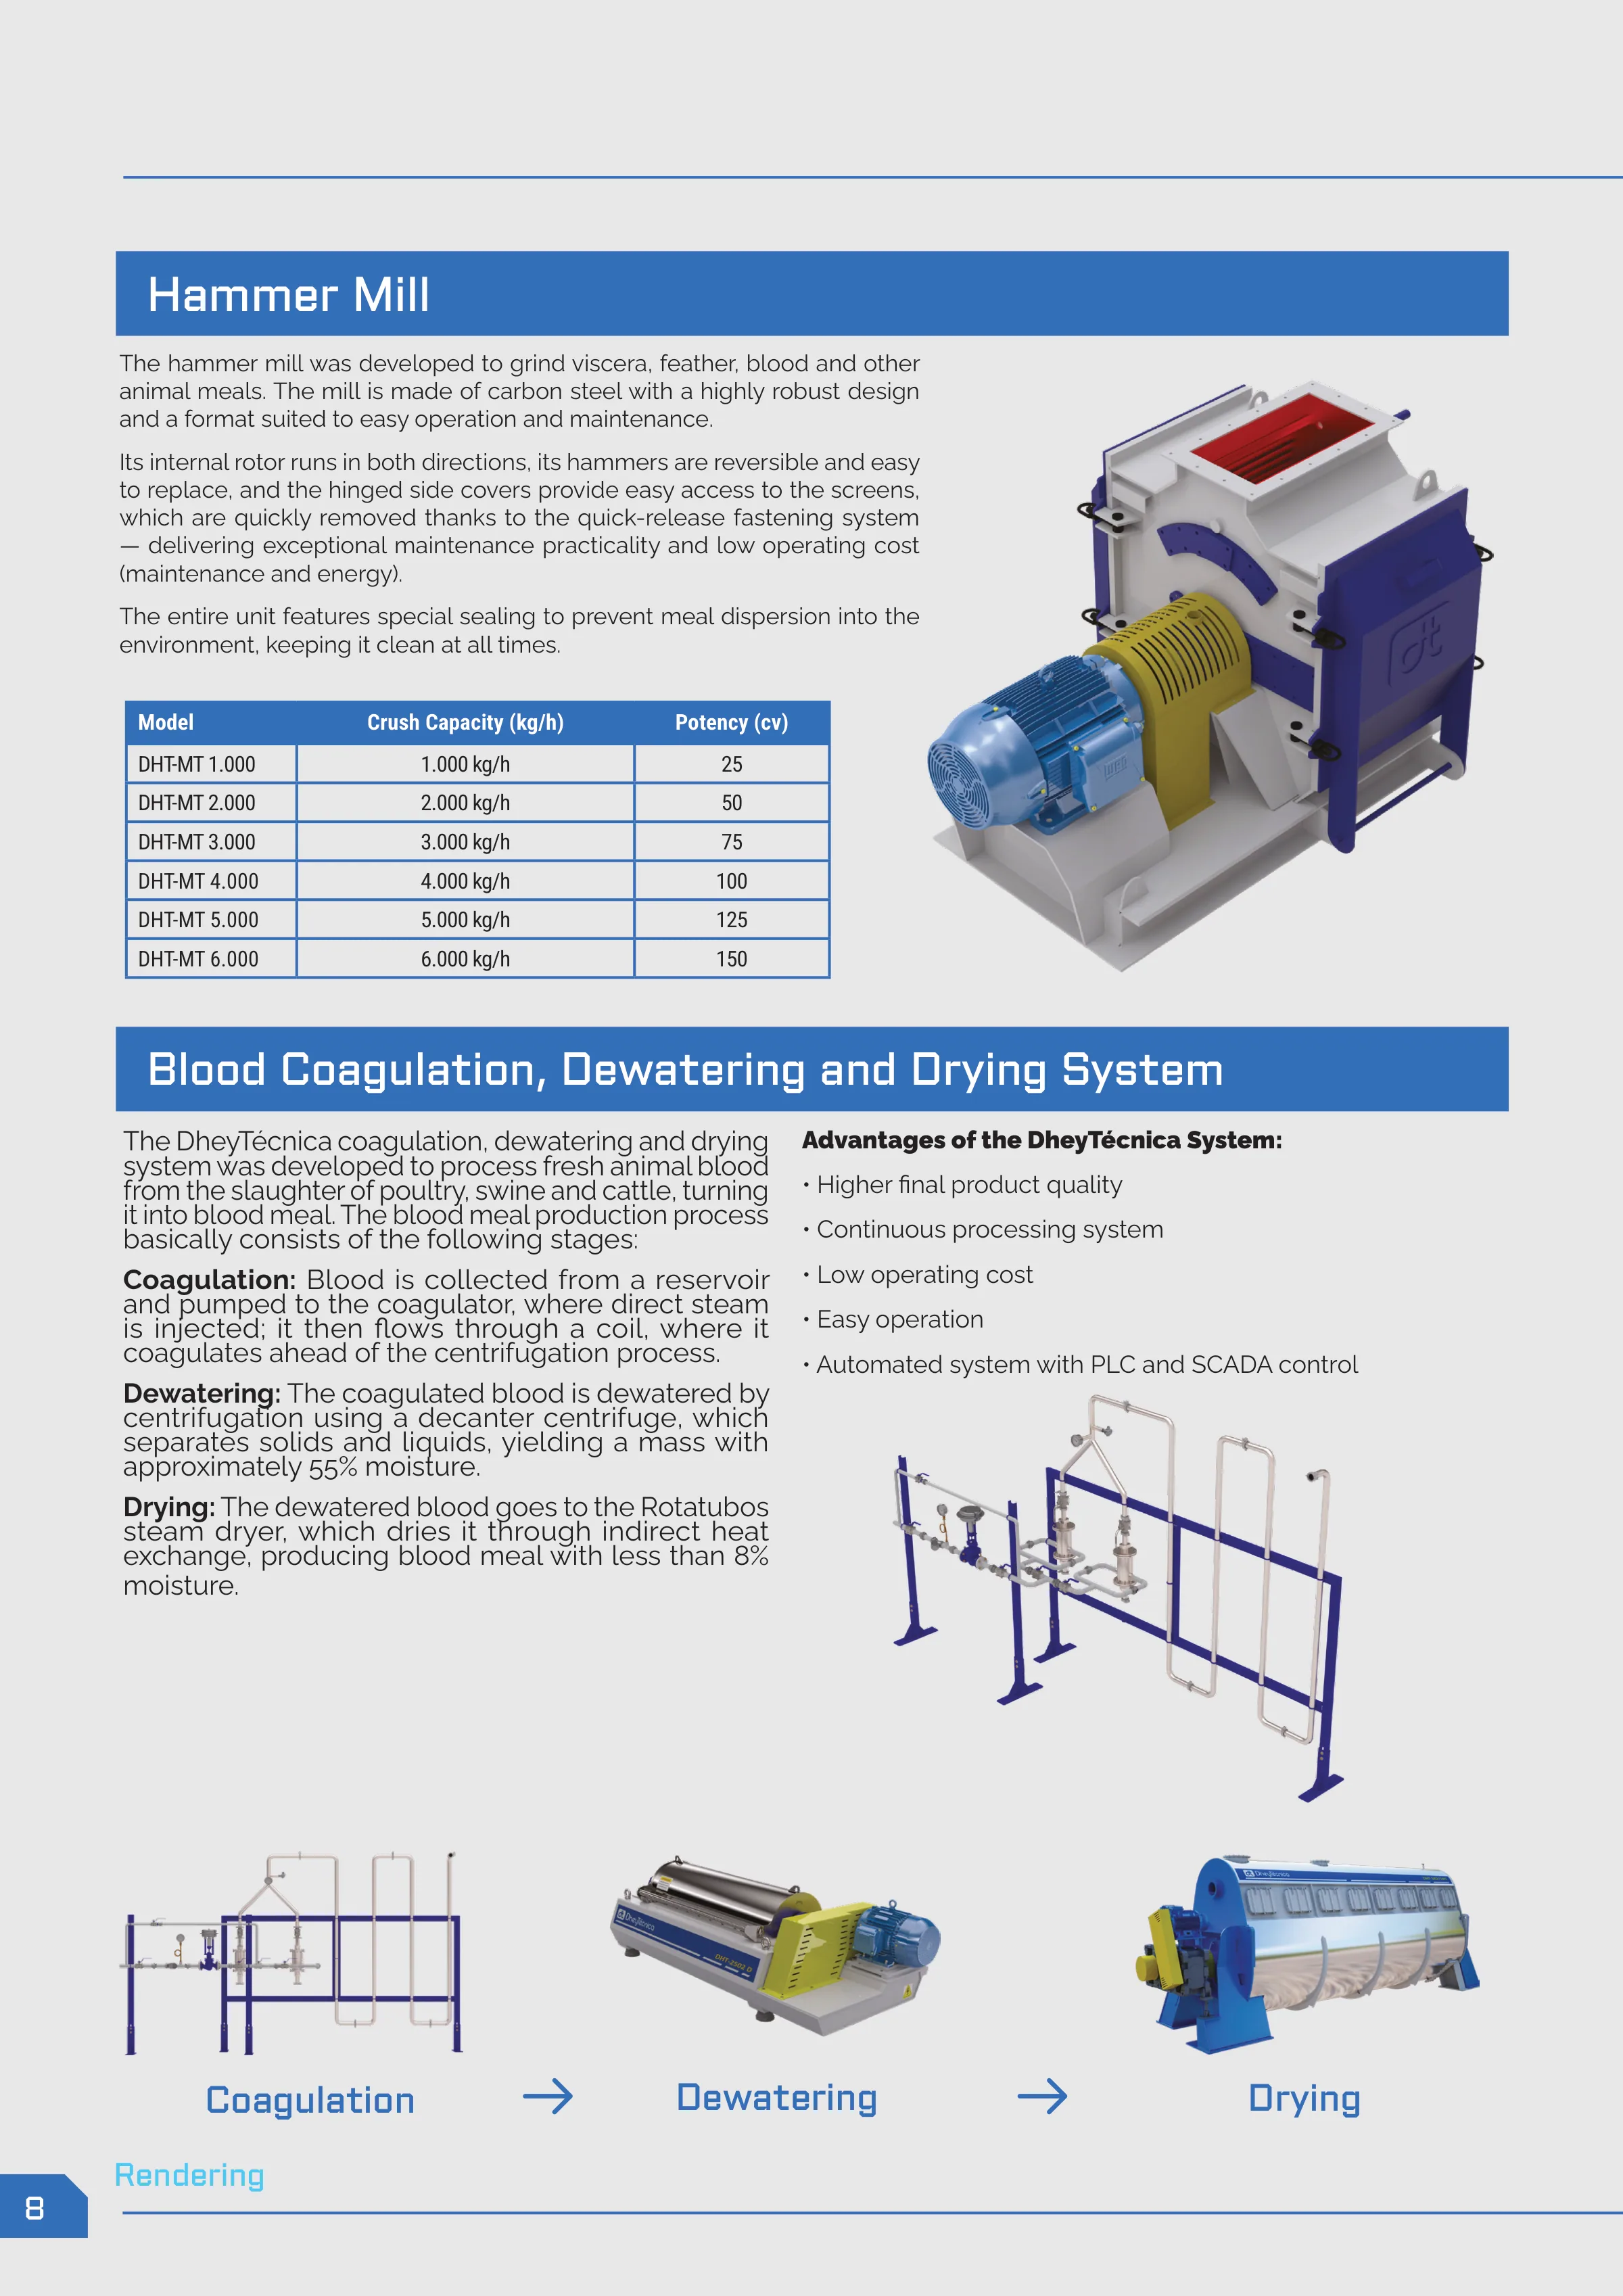 Hammer Mill
The hammer mill was developed to grind viscera, feather, blood and other
animal meals. The mill is made of carbon steel with a highly robust design
and a format suited to easy operation and maintenance.
Its internal rotor runs in both directions, its hammers are reversible and easy
to replace, and the hinged side covers provide easy access to the screens,
which are quickly removed thanks to the quick-release fastening system
— delivering exceptional maintenance practicality and low operating cost
(maintenance and energy).
The entire unit features special sealing to prevent meal dispersion into the
environment, keeping it clean at all times.
Model Crush Capacity (kg/h) Potency (cv)
DHT-MT 1.000 1.000 kg/h 25
DHT-MT 2.000 2.000 kg/h 50
DHT-MT 3.000 3.000 kg/h 75
DHT-MT 4.000 4.000 kg/h 100
DHT-MT 5.000 5.000 kg/h 125
DHT-MT 6.000 6.000 kg/h 150
dt
WEG
Blood Coagulation, Dewatering and Drying System
The DheyTécnica coagulation, dewatering and drying
system was developed to process fresh animal blood
from the slaughter of poultry, swine and cattle, turning
it into blood meal. The blood meal production process
basically consists of the following stages:
Coagulation: Blood is collected from a reservoir
and pumped to the coagulator, where direct steam
is injected; it then flows through a coil, where it
coagulates ahead of the centrifugation process.
Dewatering: The coagulated blood is dewatered by
centrifugation using a decanter centrifuge, which
separates solids and liquids, yielding a mass with
approximately 55% moisture.
Drying: The dewatered blood goes to the Rotatubos
steam dryer, which dries it through indirect heat
exchange, producing blood meal with less than 8%
moisture.
Advantages of the DheyTécnica System:
• Higher final product quality
• Continuous processing system
• Low operating cost
• Easy operation
• Automated system with PLC and SCADA control
DheyTécnica
DHT-2502 D
DheyTécnica
Coagulation → Dewatering → Drying
Rendering
8